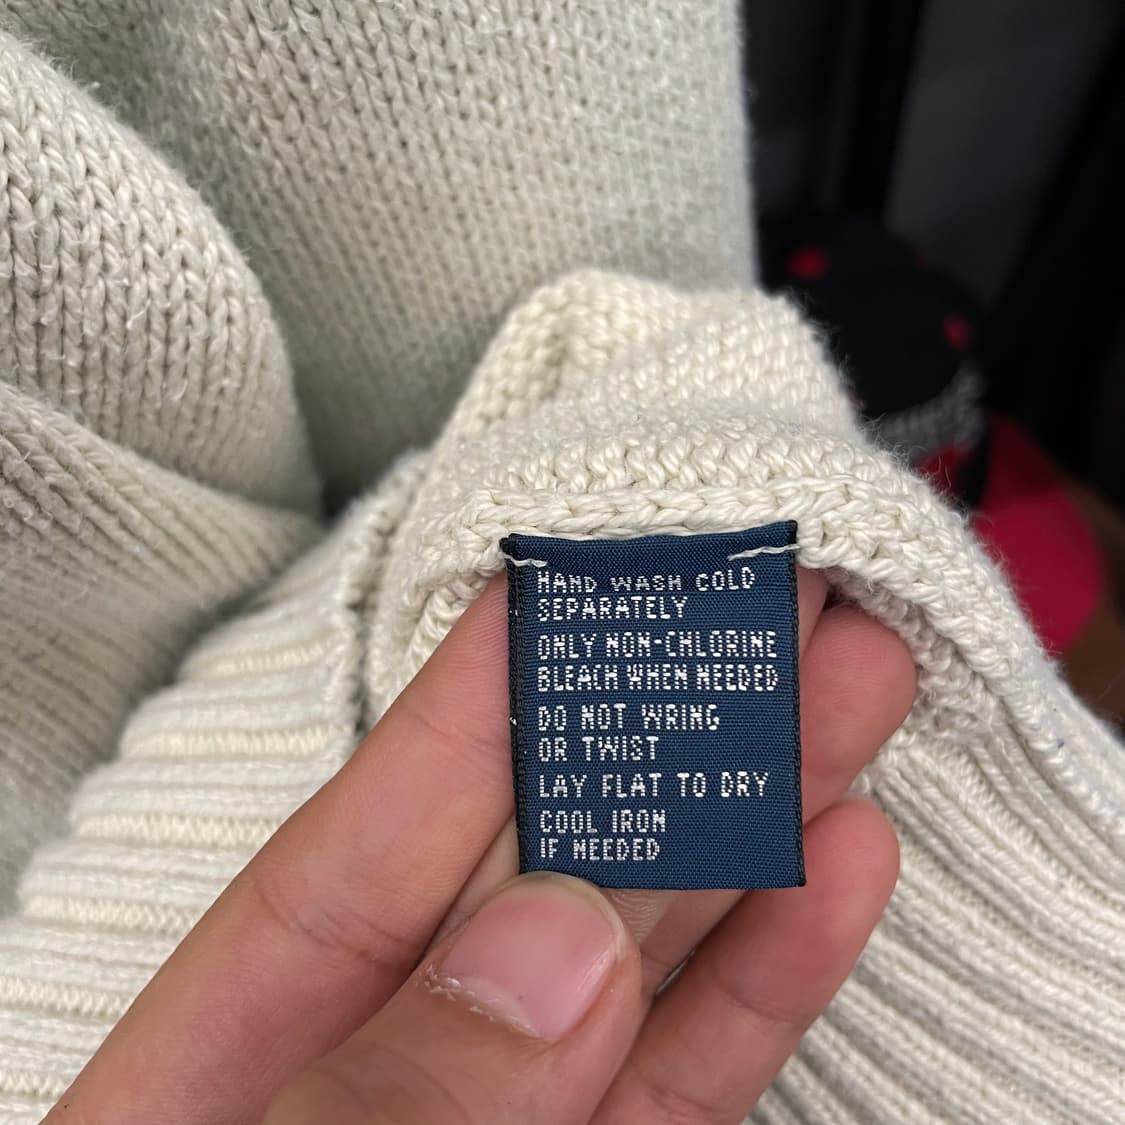 HAND WASH COLD
SEPARATELY
ONLY NON-CHLORINE
BLEACH WHEN NEEDED
DO NOT WRING
OR TWIST
LAY FLAT TO DRY
COOL IRON
IF NEEDED